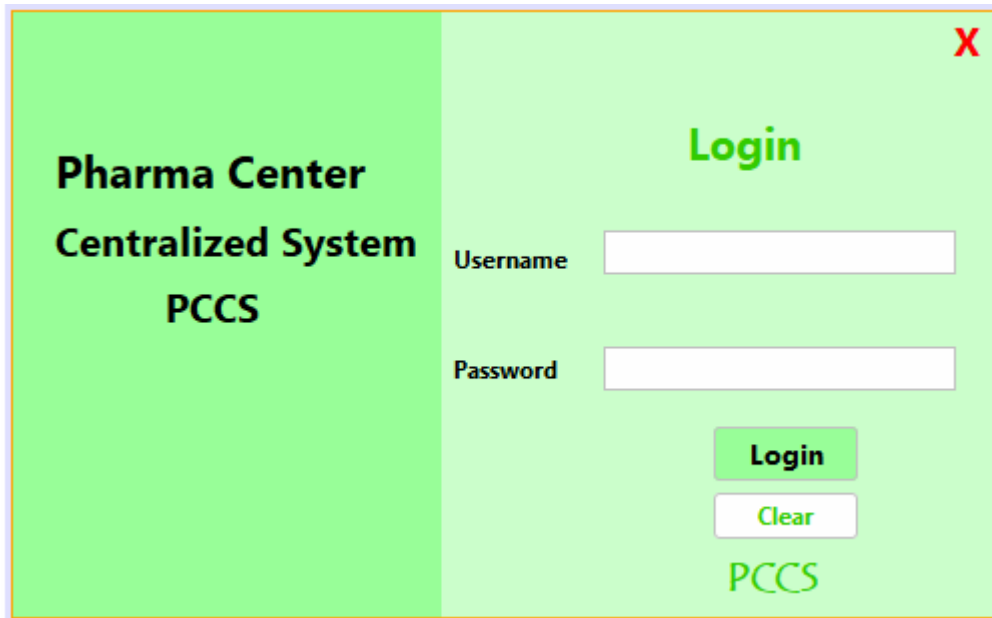 Pharma Center
Centralized System
PCCS
X
Login
Username
Password
Login
Clear
PCCS